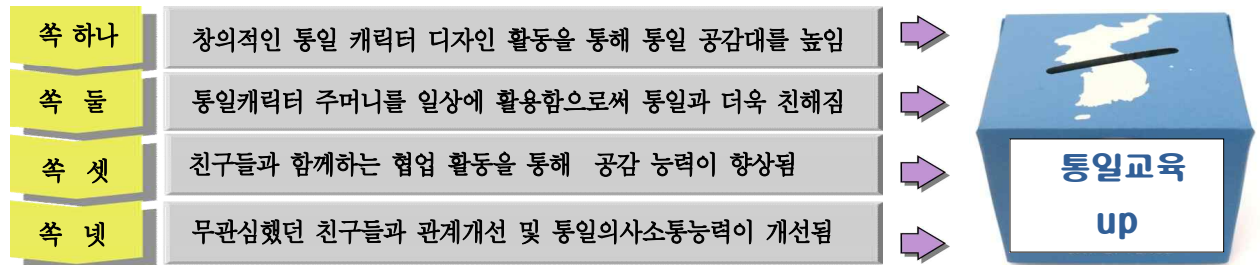 쏙 하나
창의적인 통일 캐릭터 디자인 활동을 통해 통일 공감대를 높임
쏙 둘
통일캐릭터 주머니를 일상에 활용함으로써 통일과 더욱 친해짐
쏙 셋
친구들과 함께하는 협업 활동을 통해 공감 능력이 향상됨
쏙 넷
무관심했던 친구들과 관계개선 및 통일의사소통능력이 개선됨
통일교육
up